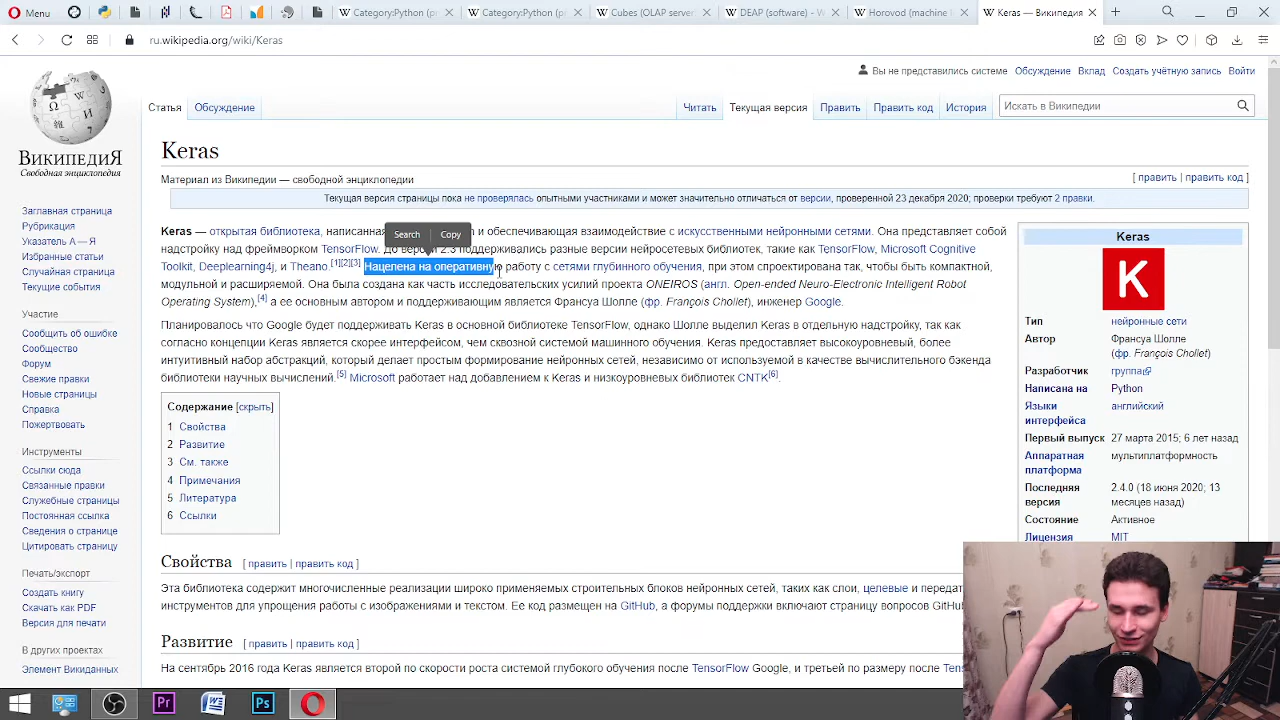 Menu
Category:Python (p
Category:Python (p
Cubes (OLAP server
DEAP (software) - W
Horovod (machine
Keras — Википедия
ru.wikipedia.org/wiki/Keras
Вы не представились системе Обсуждение Вклад Создать учётную запись Войти
Статья Обсуждение Читать Текущая версия Править Править код История Искать в Википедии
ВикипедиЯ
Свободная энциклопедия
Заглавная страница
Рубрикация
Указатель А — Я
Избранные статьи
Случайная страница
Текущие события
Участие
Сообщить об ошибке
Сообщество
Форум
Свежие правки
Новые страницы
Справка
Пожертвовать
Инструменты
Ссылки сюда
Связанные правки
Служебные страницы
Постоянная ссылка
Сведения о странице
Цитировать страницу
Печать/экспорт
Создать книгу
Скачать как PDF
Версия для печати
В других проектах
Элемент Викиданных
Keras
Материал из Википедии — свободной энциклопедии
[ править | править код ]
Текущая версия страницы пока не проверялась опытными участниками и может значительно отличаться от версии, проверенной 23 декабря 2020; проверки требуют 2 правки.
Search Copy
Keras — открытая библиотека, написанная и обеспечивающая взаимодействие с искусственными нейронными сетями. Она представляет собой
надстройку над фреймворком TensorFlow. До версии 2.3 поддерживались разные версии нейросетевых библиотек, такие как TensorFlow, Microsoft Cognitive
Toolkit, Deeplearning4j, и Theano.[1][2][3] Нацелена на оперативную работу с сетями глубинного обучения, при этом спроектирована так, чтобы быть компактной,
модульной и расширяемой. Она была создана как часть исследовательских усилий проекта ONEIROS (англ. Open-ended Neuro-Electronic Intelligent Robot
Operating System),[4] а ее основным автором и поддерживающим является Франсуа Шолле (фр. François Chollet), инженер Google.
Планировалось что Google будет поддерживать Keras в основной библиотеке TensorFlow, однако Шолле выделил Keras в отдельную надстройку, так как
согласно концепции Keras является скорее интерфейсом, чем сквозной системой машинного обучения. Keras предоставляет высокоуровневый, более
интуитивный набор абстракций, который делает простым формирование нейронных сетей, независимо от используемой в качестве вычислительного бэкенда
библиотеки научных вычислений.[5] Microsoft работает над добавлением к Keras и низкоуровневых библиотек CNTK[6].
Содержание [скрыть]
1 Свойства
2 Развитие
3 См. также
4 Примечания
5 Литература
6 Ссылки
Свойства [ править | править код ]
Эта библиотека содержит многочисленные реализации широко применяемых строительных блоков нейронных сетей, таких как слои, целевые и передат
инструментов для упрощения работы с изображениями и текстом. Ее код размещен на GitHub, а форумы поддержки включают страницу вопросов GitHu
Развитие [ править | править код ]
На сентябрь 2016 года Keras является второй по скорости роста системой глубокого обучения после TensorFlow Google, и третьей по размеру после Tens
Keras
K
Тип нейронные сети
Автор Франсуа Шолле
(фр. François Chollet)
Разработчик группа
Написана на Python
Языки английский
интерфейса
Первый выпуск 27 марта 2015; 6 лет назад
Аппаратная мультиплатформность
платформа
Последняя 2.4.0 (18 июня 2020; 13
версия месяцев назад)
Состояние Активное
Лицензия MIT
Pr
W
Ps